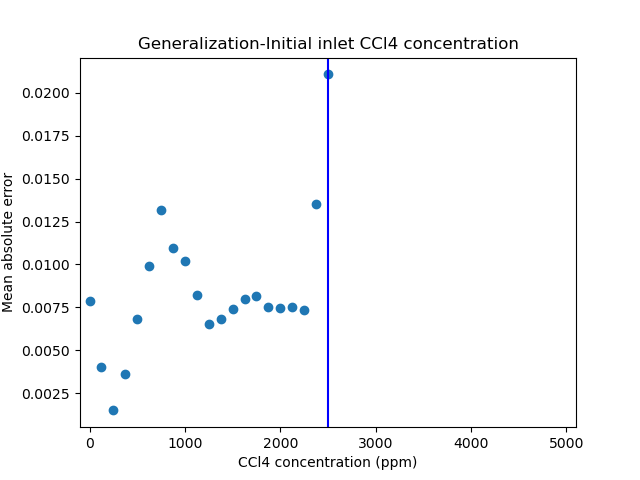 Generalization-Initial inlet CCl4 concentration
0.0200
0.0175
0.0150
0.0125
0.0100
0.0075
0.0050
0.0025
Mean absolute error
0 1000 2000 3000 4000 5000
CCl4 concentration (ppm)